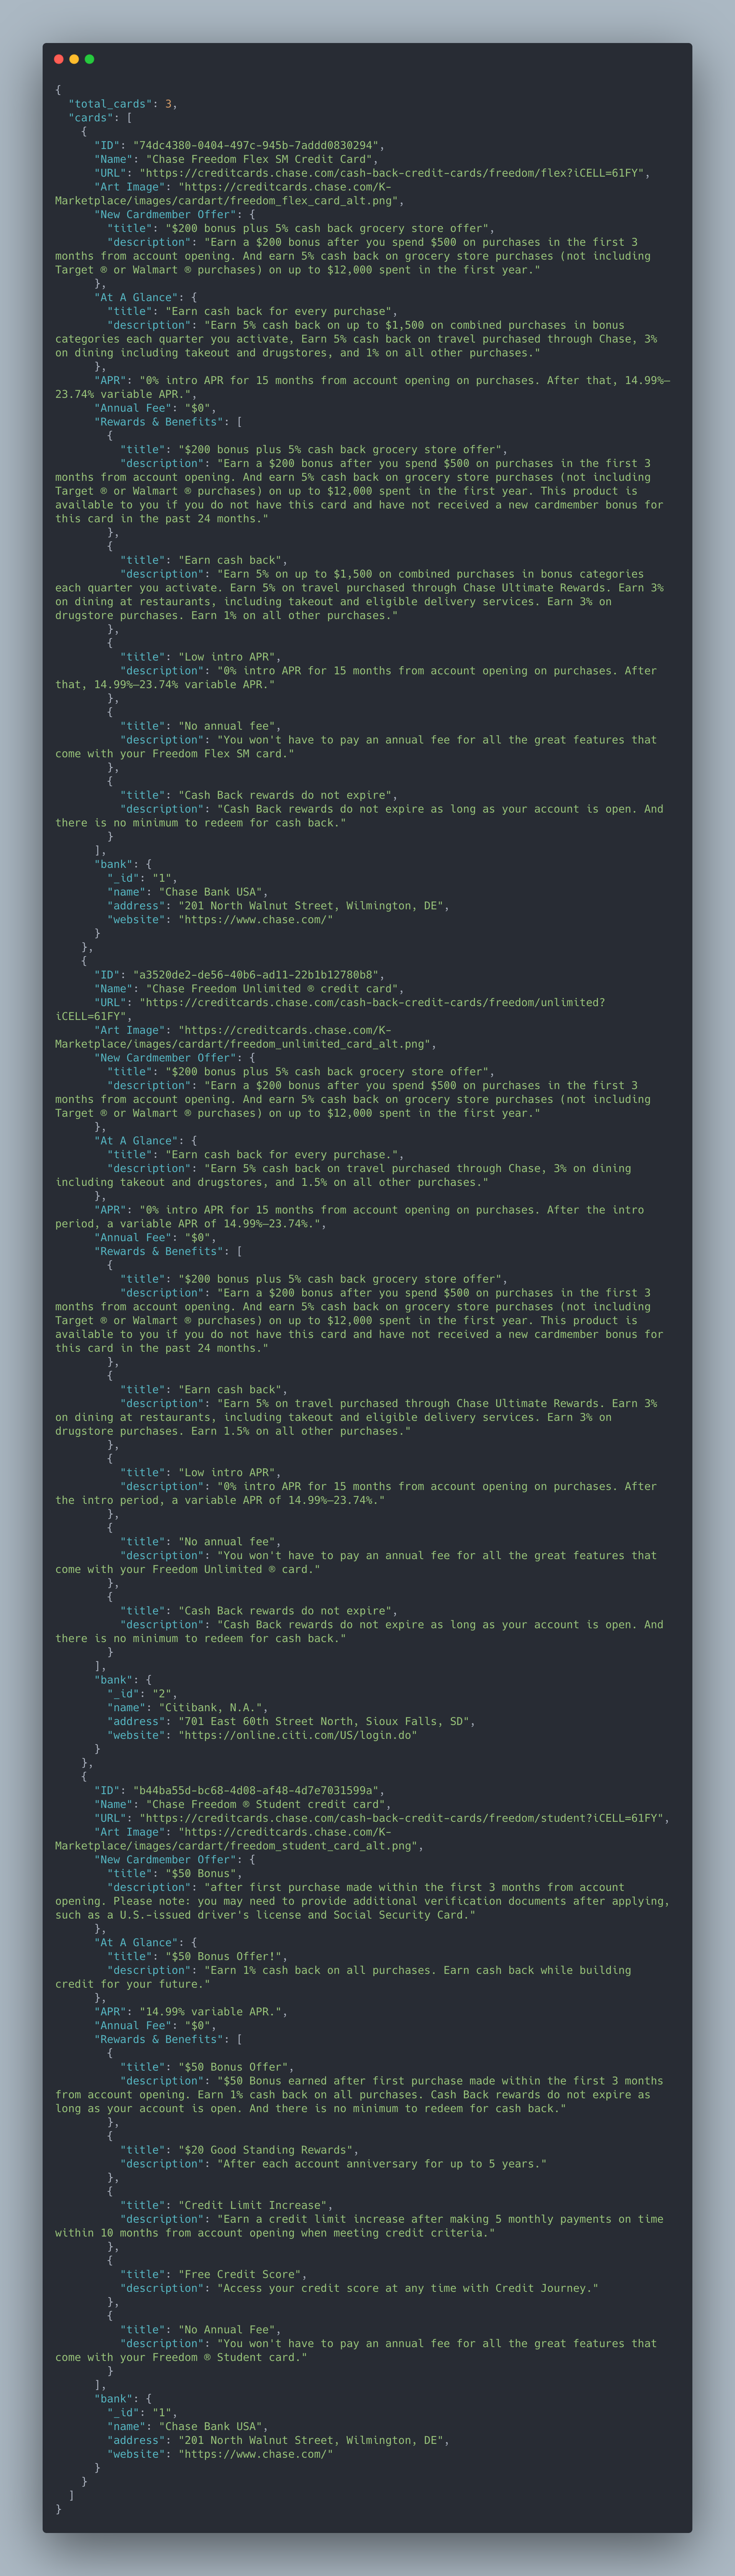 {
  "total_cards": 3,
  "cards": [
    {
      "ID": "74dc4380-0404-497c-945b-7addd0830294",
      "Name": "Chase Freedom Flex SM Credit Card",
      "URL": "https://creditcards.chase.com/cash-back-credit-cards/freedom/flex?iCELL=61FY",
      "Art Image": "https://creditcards.chase.com/K-
Marketplace/images/cardart/freedom_flex_card_alt.png",
      "New Cardmember Offer": {
        "title": "$200 bonus plus 5% cash back grocery store offer",
        "description": "Earn a $200 bonus after you spend $500 on purchases in the first 3
months from account opening. And earn 5% cash back on grocery store purchases (not including
Target ® or Walmart ® purchases) on up to $12,000 spent in the first year."
      },
      "At A Glance": {
        "title": "Earn cash back for every purchase",
        "description": "Earn 5% cash back on up to $1,500 on combined purchases in bonus
categories each quarter you activate, Earn 5% cash back on travel purchased through Chase, 3%
on dining including takeout and drugstores, and 1% on all other purchases."
      },
      "APR": "0% intro APR for 15 months from account opening on purchases. After that, 14.99%–
23.74% variable APR.",
      "Annual Fee": "$0",
      "Rewards & Benefits": [
        {
          "title": "$200 bonus plus 5% cash back grocery store offer",
          "description": "Earn a $200 bonus after you spend $500 on purchases in the first 3
months from account opening. And earn 5% cash back on grocery store purchases (not including
Target ® or Walmart ® purchases) on up to $12,000 spent in the first year. This product is
available to you if you do not have this card and have not received a new cardmember bonus for
this card in the past 24 months."
        },
        {
          "title": "Earn cash back",
          "description": "Earn 5% on up to $1,500 on combined purchases in bonus categories
each quarter you activate. Earn 5% on travel purchased through Chase Ultimate Rewards. Earn 3%
on dining at restaurants, including takeout and eligible delivery services. Earn 3% on
drugstore purchases. Earn 1% on all other purchases."
        },
        {
          "title": "Low intro APR",
          "description": "0% intro APR for 15 months from account opening on purchases. After
that, 14.99%–23.74% variable APR."
        },
        {
          "title": "No annual fee",
          "description": "You won't have to pay an annual fee for all the great features that
come with your Freedom Flex SM card."
        },
        {
          "title": "Cash Back rewards do not expire",
          "description": "Cash Back rewards do not expire as long as your account is open. And
there is no minimum to redeem for cash back."
        }
      ],
      "bank": {
        "_id": "1",
        "name": "Chase Bank USA",
        "address": "201 North Walnut Street, Wilmington, DE",
        "website": "https://www.chase.com/"
      }
    },
    {
      "ID": "a3520de2-de56-40b6-ad11-22b1b12780b8",
      "Name": "Chase Freedom Unlimited ® credit card",
      "URL": "https://creditcards.chase.com/cash-back-credit-cards/freedom/unlimited?
iCELL=61FY",
      "Art Image": "https://creditcards.chase.com/K-
Marketplace/images/cardart/freedom_unlimited_card_alt.png",
      "New Cardmember Offer": {
        "title": "$200 bonus plus 5% cash back grocery store offer",
        "description": "Earn a $200 bonus after you spend $500 on purchases in the first 3
months from account opening. And earn 5% cash back on grocery store purchases (not including
Target ® or Walmart ® purchases) on up to $12,000 spent in the first year."
      },
      "At A Glance": {
        "title": "Earn cash back for every purchase.",
        "description": "Earn 5% cash back on travel purchased through Chase, 3% on dining
including takeout and drugstores, and 1.5% on all other purchases."
      },
      "APR": "0% intro APR for 15 months from account opening on purchases. After the intro
period, a variable APR of 14.99%–23.74%.",
      "Annual Fee": "$0",
      "Rewards & Benefits": [
        {
          "title": "$200 bonus plus 5% cash back grocery store offer",
          "description": "Earn a $200 bonus after you spend $500 on purchases in the first 3
months from account opening. And earn 5% cash back on grocery store purchases (not including
Target ® or Walmart ® purchases) on up to $12,000 spent in the first year. This product is
available to you if you do not have this card and have not received a new cardmember bonus for
this card in the past 24 months."
        },
        {
          "title": "Earn cash back",
          "description": "Earn 5% on travel purchased through Chase Ultimate Rewards. Earn 3%
on dining at restaurants, including takeout and eligible delivery services. Earn 3% on
drugstore purchases. Earn 1.5% on all other purchases."
        },
        {
          "title": "Low intro APR",
          "description": "0% intro APR for 15 months from account opening on purchases. After
the intro period, a variable APR of 14.99%–23.74%."
        },
        {
          "title": "No annual fee",
          "description": "You won't have to pay an annual fee for all the great features that
come with your Freedom Unlimited ® card."
        },
        {
          "title": "Cash Back rewards do not expire",
          "description": "Cash Back rewards do not expire as long as your account is open. And
there is no minimum to redeem for cash back."
        }
      ],
      "bank": {
        "_id": "2",
        "name": "Citibank, N.A.",
        "address": "701 East 60th Street North, Sioux Falls, SD",
        "website": "https://online.citi.com/US/login.do"
      }
    },
    {
      "ID": "b44ba55d-bc68-4d08-af48-4d7e7031599a",
      "Name": "Chase Freedom ® Student credit card",
      "URL": "https://creditcards.chase.com/cash-back-credit-cards/freedom/student?iCELL=61FY",
      "Art Image": "https://creditcards.chase.com/K-
Marketplace/images/cardart/freedom_student_card_alt.png",
      "New Cardmember Offer": {
        "title": "$50 Bonus",
        "description": "after first purchase made within the first 3 months from account
opening. Please note: you may need to provide additional verification documents after applying,
such as a U.S.-issued driver's license and Social Security Card."
      },
      "At A Glance": {
        "title": "$50 Bonus Offer!",
        "description": "Earn 1% cash back on all purchases. Earn cash back while building
credit for your future."
      },
      "APR": "14.99% variable APR.",
      "Annual Fee": "$0",
      "Rewards & Benefits": [
        {
          "title": "$50 Bonus Offer",
          "description": "$50 Bonus earned after first purchase made within the first 3 months
from account opening. Earn 1% cash back on all purchases. Cash Back rewards do not expire as
long as your account is open. And there is no minimum to redeem for cash back."
        },
        {
          "title": "$20 Good Standing Rewards",
          "description": "After each account anniversary for up to 5 years."
        },
        {
          "title": "Credit Limit Increase",
          "description": "Earn a credit limit increase after making 5 monthly payments on time
within 10 months from account opening when meeting credit criteria."
        },
        {
          "title": "Free Credit Score",
          "description": "Access your credit score at any time with Credit Journey."
        },
        {
          "title": "No Annual Fee",
          "description": "You won't have to pay an annual fee for all the great features that
come with your Freedom ® Student card."
        }
      ],
      "bank": {
        "_id": "1",
        "name": "Chase Bank USA",
        "address": "201 North Walnut Street, Wilmington, DE",
        "website": "https://www.chase.com/"
      }
    }
  ]
}